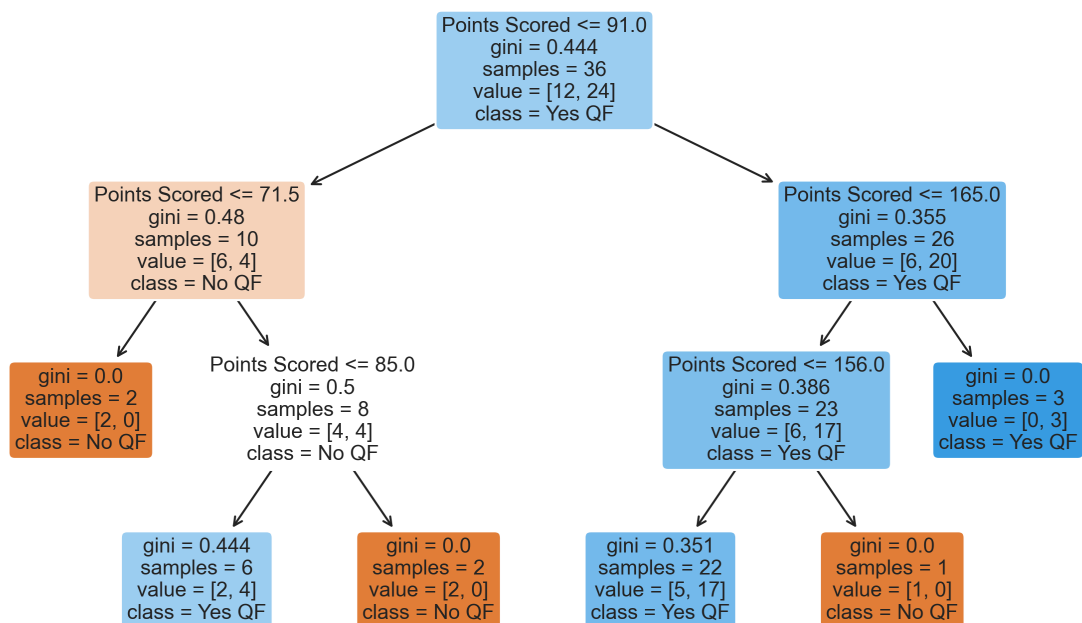 Points Scored <= 91.0
gini = 0.444
samples = 36
value = [12, 24]
class = Yes QF
Points Scored <= 71.5
gini = 0.48
samples = 10
value = [6, 4]
class = No QF
Points Scored <= 165.0
gini = 0.355
samples = 26
value = [6, 20]
class = Yes QF
gini = 0.0
samples = 2
value = [2, 0]
class = No QF
Points Scored <= 85.0
gini = 0.5
samples = 8
value = [4, 4]
class = No QF
Points Scored <= 156.0
gini = 0.386
samples = 23
value = [6, 17]
class = Yes QF
gini = 0.0
samples = 3
value = [0, 3]
class = Yes QF
gini = 0.444
samples = 6
value = [2, 4]
class = Yes QF
gini = 0.0
samples = 2
value = [2, 0]
class = No QF
gini = 0.351
samples = 22
value = [5, 17]
class = Yes QF
gini = 0.0
samples = 1
value = [1, 0]
class = No QF